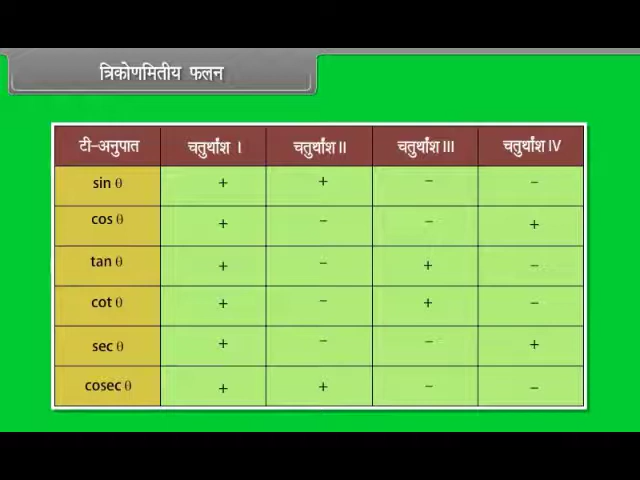 त्रिकोणमितीय फलन
टी-अनुपात चतुर्थांश I चतुर्थांश II चतुर्थांश III चतुर्थांश IV
sin θ + + − −
cos θ + − − +
tan θ + − + −
cot θ + − + −
sec θ + − − +
cosec θ + + − −